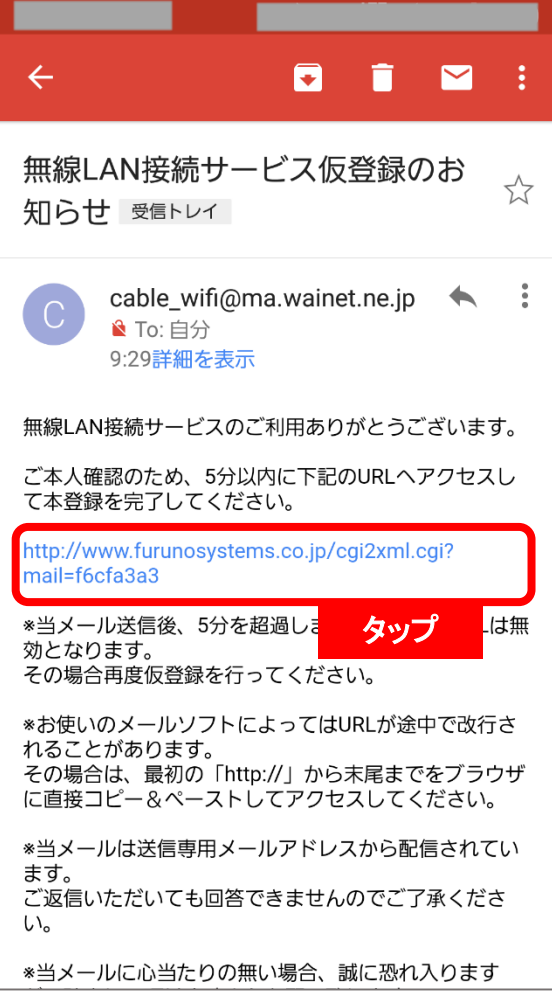 無線LAN接続サービス仮登録のお
知らせ 受信トレイ
C
cable_wifi@ma.wainet.ne.jp
To: 自分
9:29詳細を表示
無線LAN接続サービスのご利用ありがとうございます。
ご本人確認のため、5分以内に下記のURLへアクセスし
て本登録を完了してください。
http://www.furunosystems.co.jp/cgi2xml.cgi?
mail=f6cfa3a3
タップ
※当メール送信後、5分を超過しま
は無
効となります。
その場合再度仮登録を行ってください。
※お使いのメールソフトによってはURLが途中で改行さ
れることがあります。
その場合は、最初の「http://」から末尾までをブラウザ
に直接コピー＆ペーストしてアクセスしてください。
※当メールは送信専用メールアドレスから配信されてい
ます。
ご返信いただいても回答できませんのでご了承くださ
い。
※当メールに心当たりの無い場合、誠に恐れ入ります